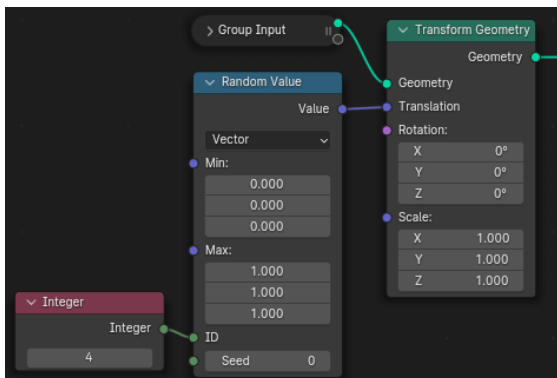 Group Input
Transform Geometry
Geometry
Geometry
Translation
Rotation:
X 0°
Y 0°
Z 0°
Scale:
X 1.000
Y 1.000
Z 1.000
Random Value
Value
Vector
Min:
0.000
0.000
0.000
Max:
1.000
1.000
1.000
ID
Seed 0
Integer
Integer
4